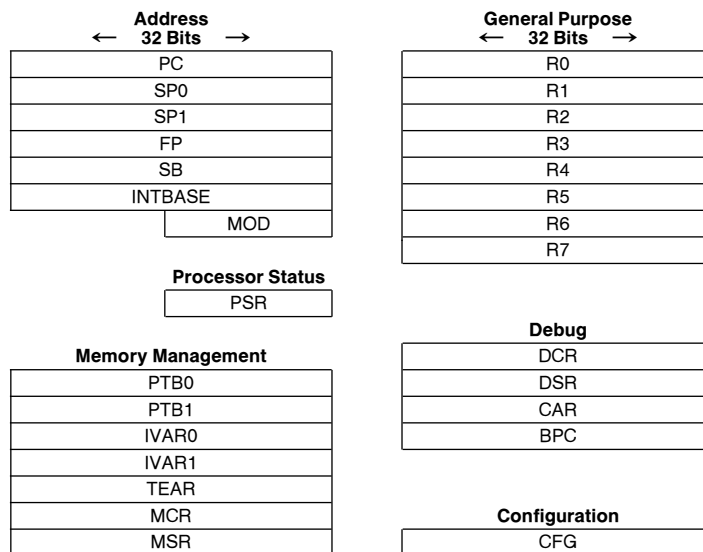 Address
← 32 Bits →
PC
SP0
SP1
FP
SB
INTBASE
MOD
Processor Status
PSR
Memory Management
PTB0
PTB1
IVAR0
IVAR1
TEAR
MCR
MSR
General Purpose
← 32 Bits →
R0
R1
R2
R3
R4
R5
R6
R7
Debug
DCR
DSR
CAR
BPC
Configuration
CFG